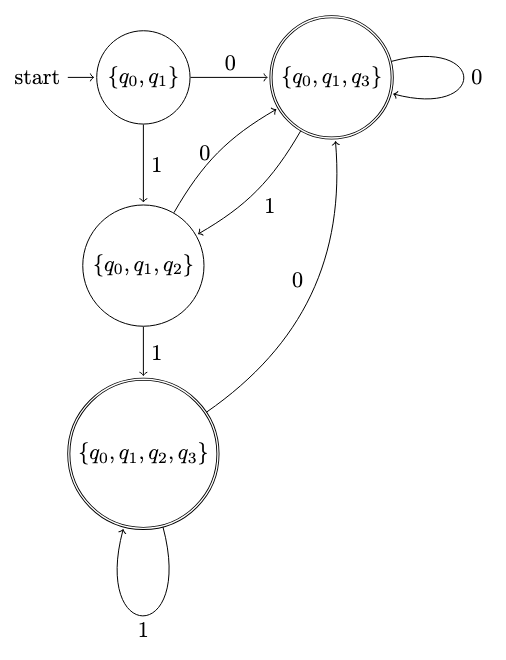 0
start {q₀, q₁} {q₀, q₁, q₃} 0
0
1
1
{q₀, q₁, q₂}
0
1
{q₀, q₁, q₂, q₃}
1